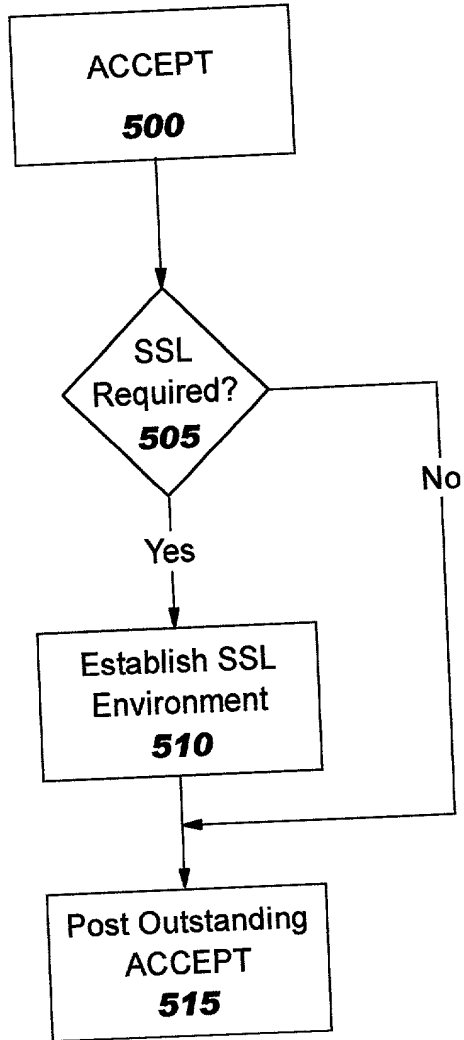 ACCEPT
500
SSL
Required?
505
No
Yes
Establish SSL
Environment
510
Post Outstanding
ACCEPT
515